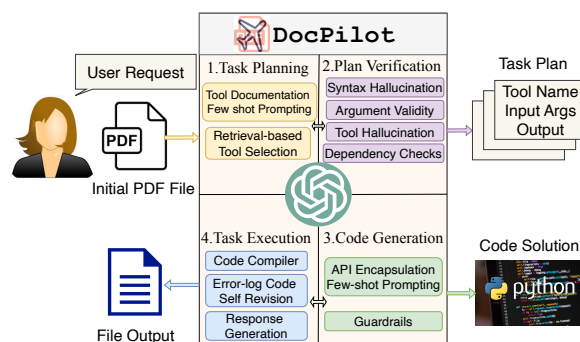 DocPilot
User Request
PDF
Initial PDF File
1.Task Planning
Tool Documentation
Few shot Prompting
Retrieval-based
Tool Selection
2.Plan Verification
Syntax Hallucination
Argument Validity
Tool Hallucination
Dependency Checks
Task Plan
Tool Name
Input Args
Output
4.Task Execution
Code Compiler
Error-log Code
Self Revision
Response
Generation
3.Code Generation
API Encapsulation
Few-shot Prompting
Guardrails
Code Solution
python
File Output